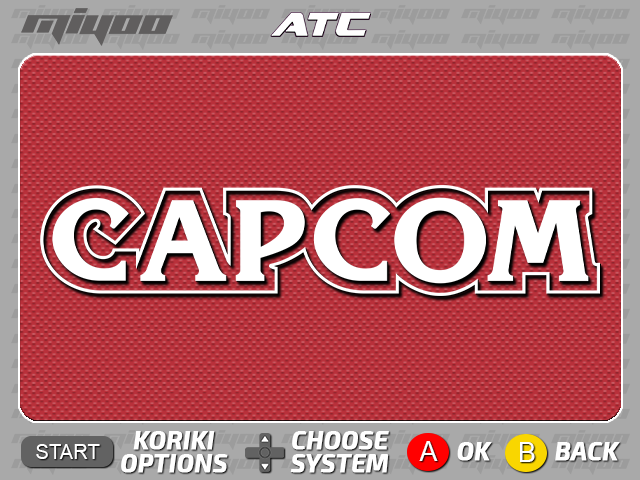 miyoo
ATC
CAPCOM
START
KORIKI
OPTIONS
CHOOSE
SYSTEM
A
OK
B
BACK